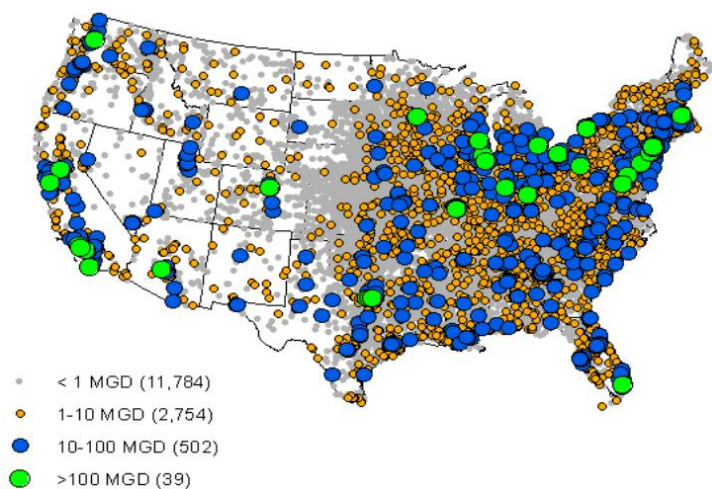 < 1 MGD (11,784)
1-10 MGD (2,754)
10-100 MGD (502)
>100 MGD (39)